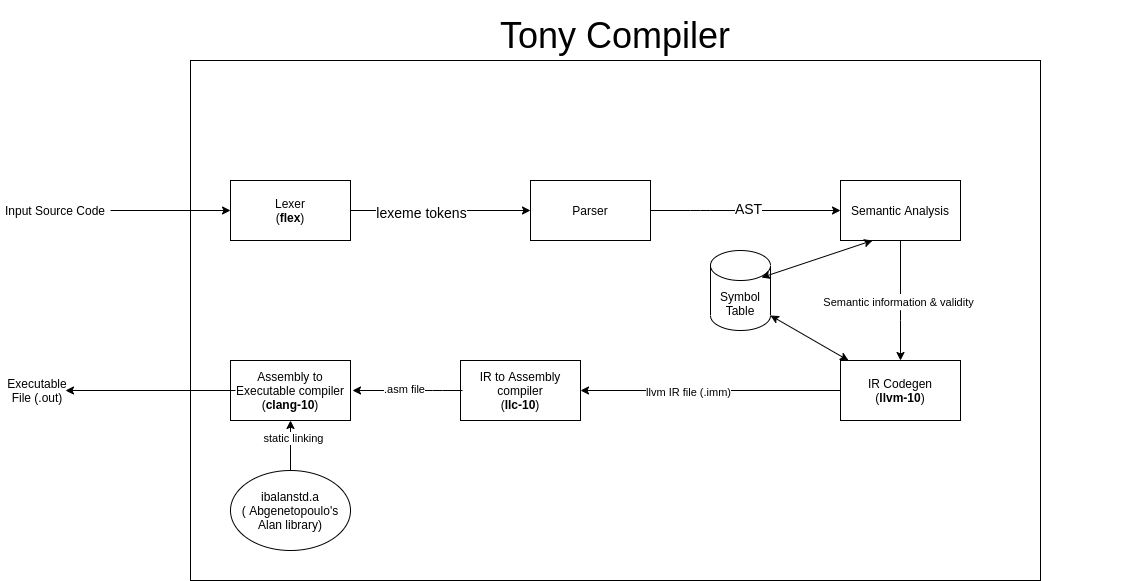 Tony Compiler
Input Source Code
Lexer
(flex)
lexeme tokens
Parser
AST
Semantic Analysis
Symbol
Table
Semantic information & validity
IR Codegen
(llvm-10)
llvm IR file (.imm)
IR to Assembly
compiler
(llc-10)
.asm file
Assembly to
Executable compiler
(clang-10)
Executable
File (.out)
static linking
ibalanstd.a
( Abgenetopoulo's
Alan library)